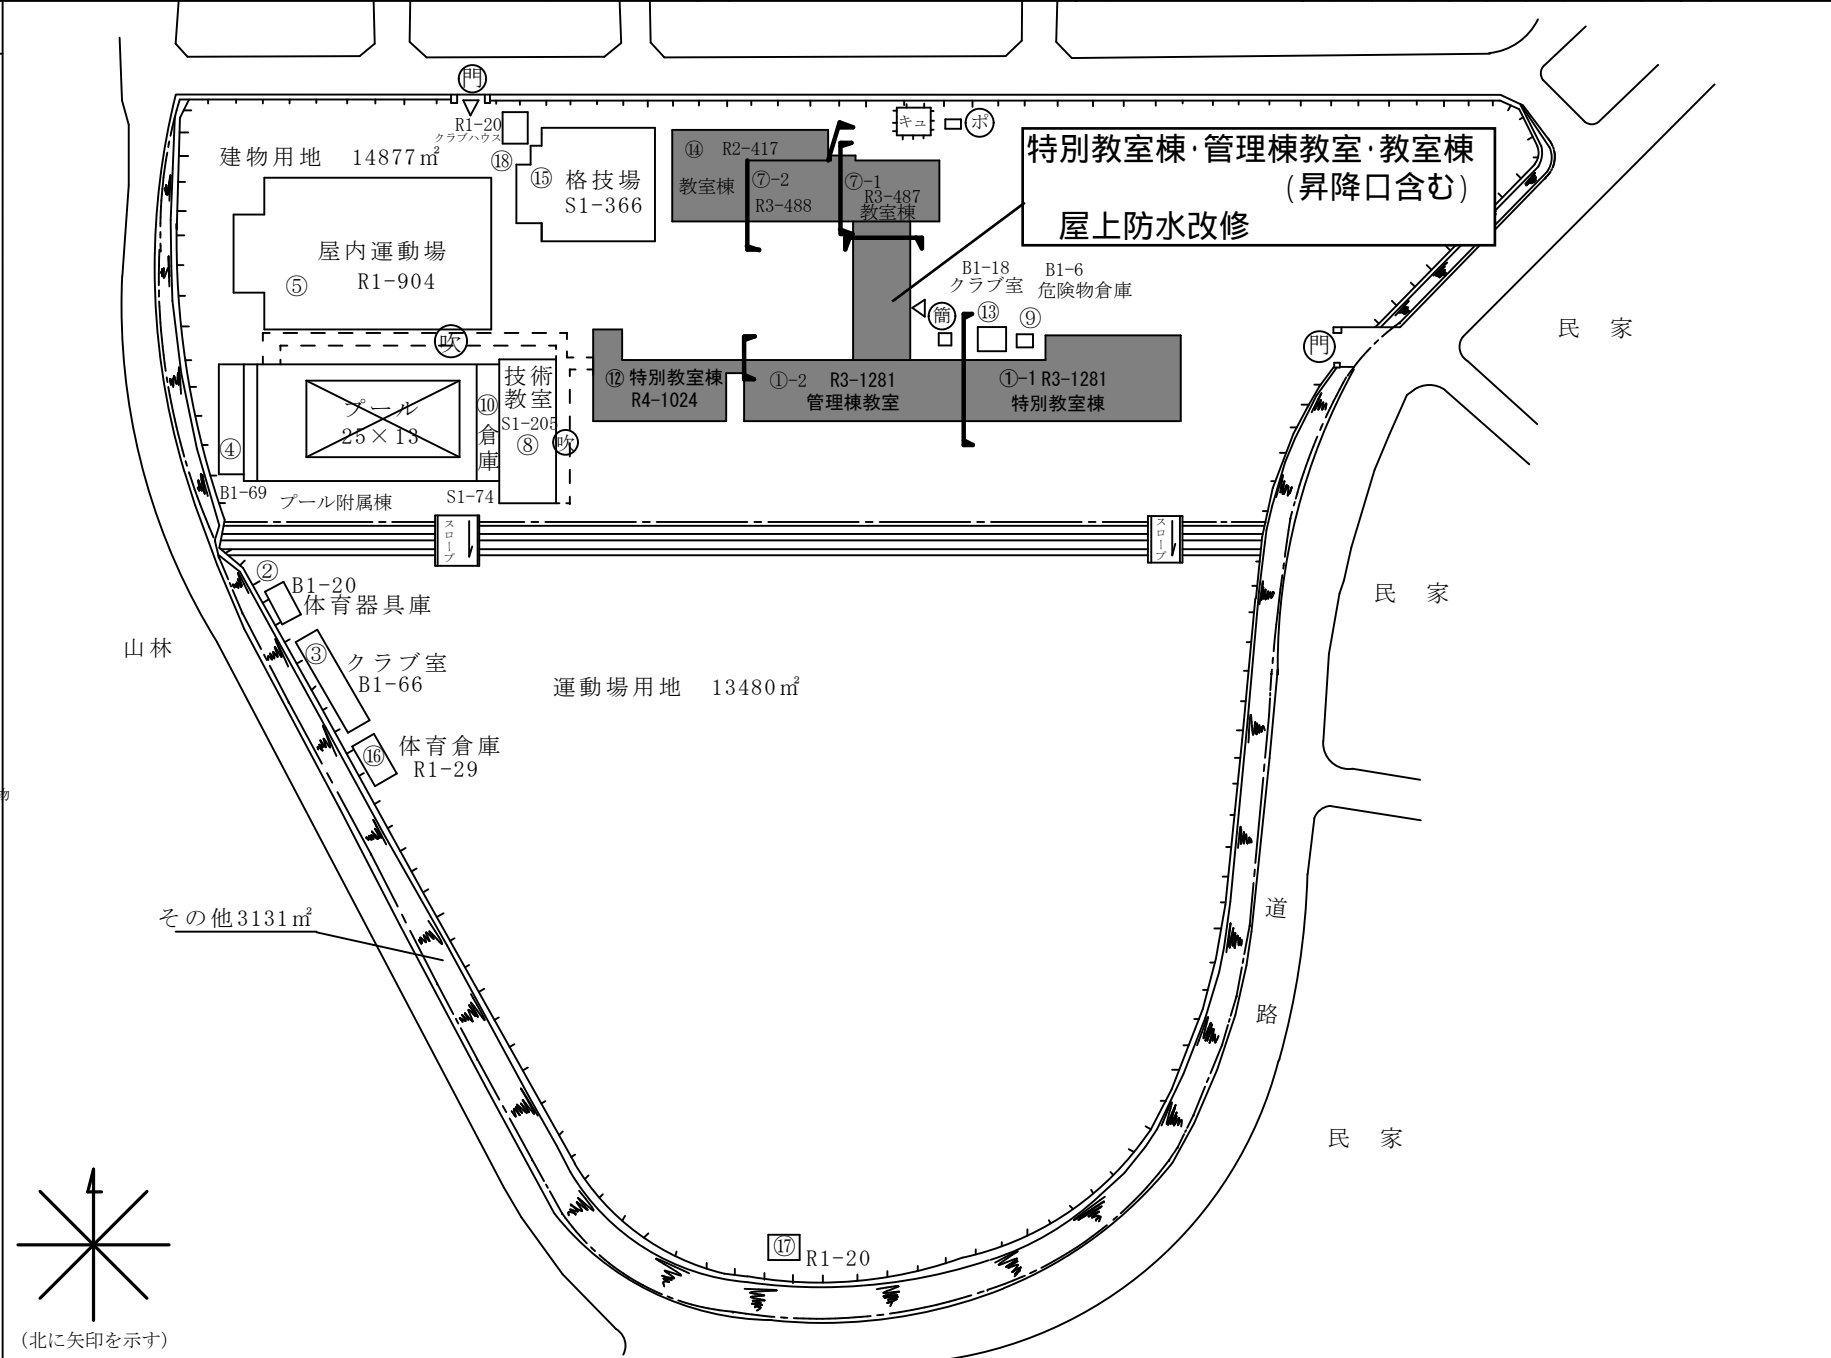 門
R1-20
クラブハウス
⑱
建物用地 14877㎡
⑮ 格技場
S1-366
⑭ R2-417
教室棟
⑦-2
R3-488
⑦-1
R3-487
教室棟
キュ
ポ
特別教室棟・管理棟教室・教室棟
(昇降口含む)
屋上防水改修
屋内運動場
⑤ R1-904
B1-18
クラブ室
⑬
B1-6
危険物倉庫
⑨
簡
門
民 家
吹
⑫ 特別教室棟
R4-1024
①-2 R3-1281
管理棟教室
①-1 R3-1281
特別教室棟
技術
教室
S1-205
⑧
吹
プール
25×13
⑩
倉
庫
④
B1-69
プール附属棟
S1-74
スロープ
スロープ
②
B1-20
体育器具庫
民 家
山林
③
クラブ室
B1-66
運動場用地 13480㎡
⑯
体育倉庫
R1-29
物
その他3131㎡
道
路
民 家
⑰
R1-20
(北に矢印を示す)